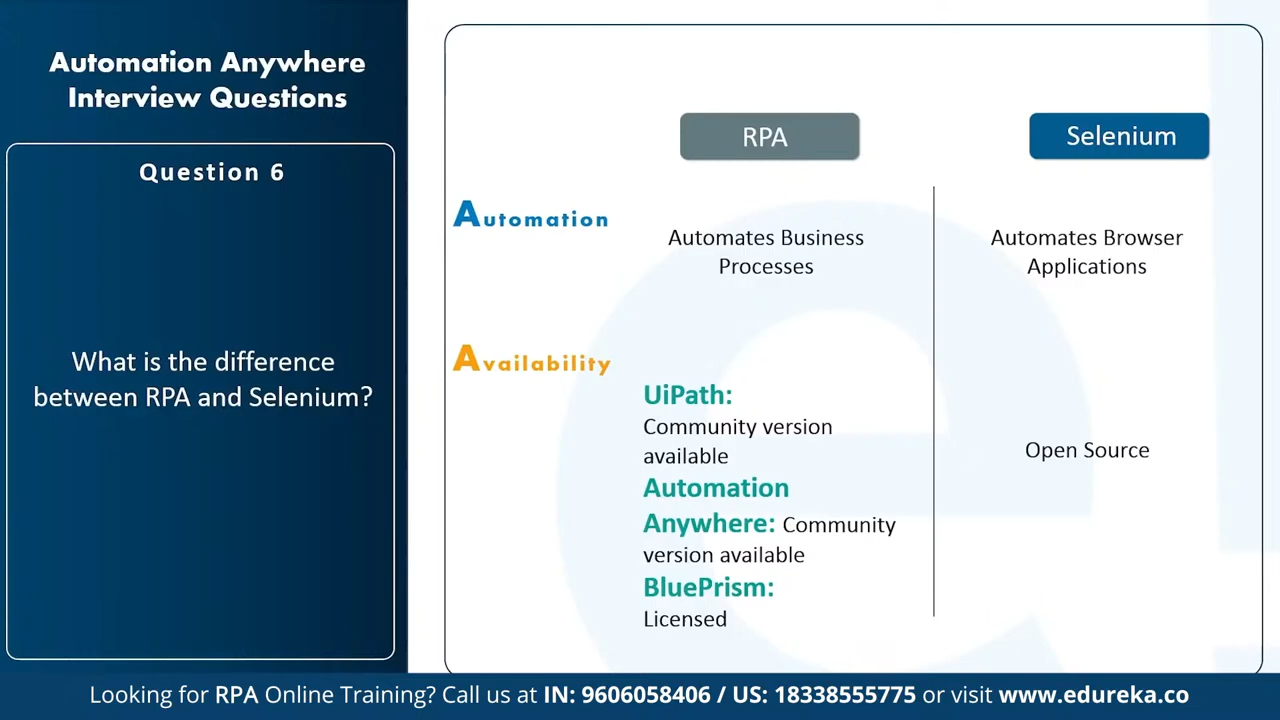 Automation Anywhere
Interview Questions
Question 6
What is the difference
between RPA and Selenium?
RPA
Selenium
Automation
Automates Business
Processes
Automates Browser
Applications
Availability
UiPath:
Community version
available
Automation
Anywhere: Community
version available
BluePrism:
Licensed
Open Source
Looking for RPA Online Training? Call us at IN: 9606058406 / US: 18338555775 or visit www.edureka.co